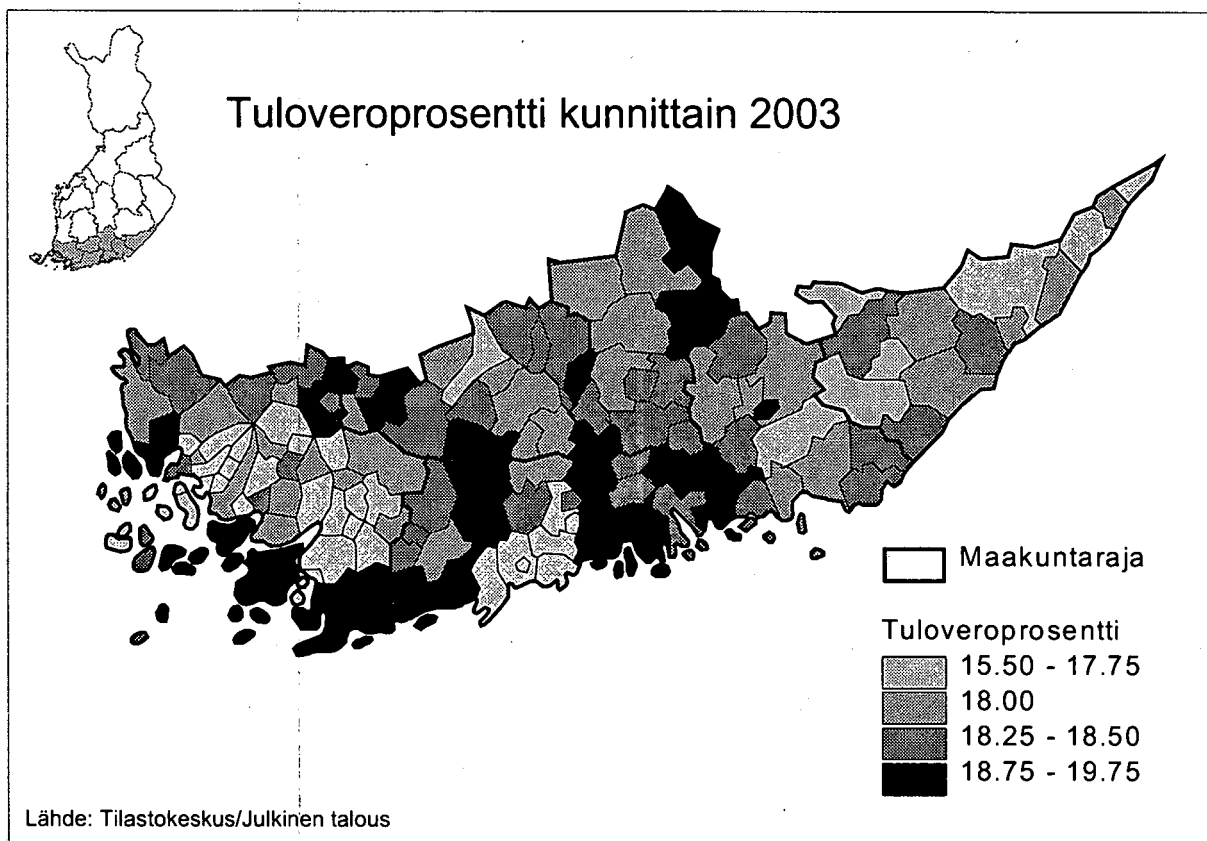 Tuloveroprosentti kunnittain 2003
Maakuntaraja
Tuloveroprosentti
15.50 - 17.75
18.00
18.25 - 18.50
18.75 - 19.75
Lähde: Tilastokeskus/Julkinen talous